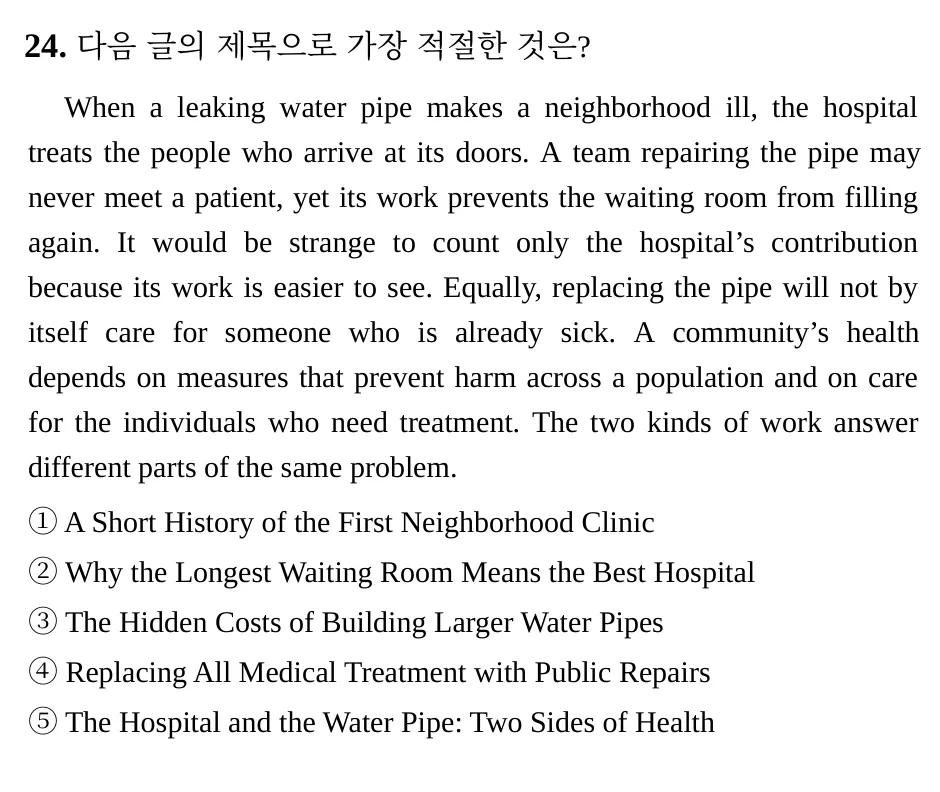 24. 다음 글의 제목으로 가장 적절한 것은?
When a leaking water pipe makes a neighborhood ill, the hospital
treats the people who arrive at its doors. A team repairing the pipe may
never meet a patient, yet its work prevents the waiting room from filling
again. It would be strange to count only the hospital’s contribution
because its work is easier to see. Equally, replacing the pipe will not by
itself care for someone who is already sick. A community’s health
depends on measures that prevent harm across a population and on care
for the individuals who need treatment. The two kinds of work answer
different parts of the same problem.
① A Short History of the First Neighborhood Clinic
② Why the Longest Waiting Room Means the Best Hospital
③ The Hidden Costs of Building Larger Water Pipes
④ Replacing All Medical Treatment with Public Repairs
⑤ The Hospital and the Water Pipe: Two Sides of Health